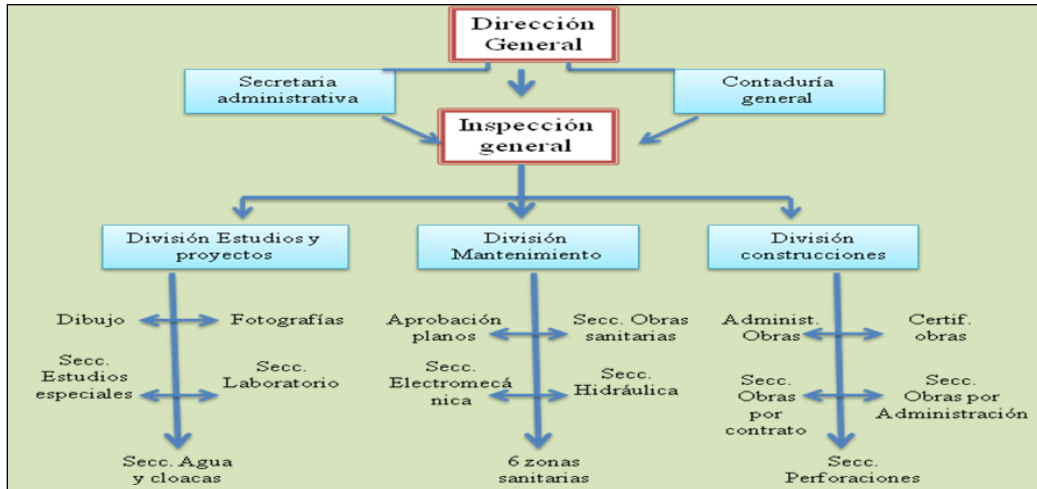 Dirección
General
Secretaria
administrativa
Contaduría
general
Inspección
general
División Estudios y
proyectos
División
Mantenimiento
División
construcciones
Dibujo
Fotografías
Secc.
Estudios
especiales
Secc.
Laboratorio
Secc. Agua
y cloacas
Aprobación
planos
Secc. Obras
sanitarias
Secc.
Electromecá
nica
Secc.
Hidráulica
6 zonas
sanitarias
Administ.
Obras
Certif.
obras
Secc.
Obras
por
contrato
Secc.
Obras por
Administración
Secc.
Perforaciones